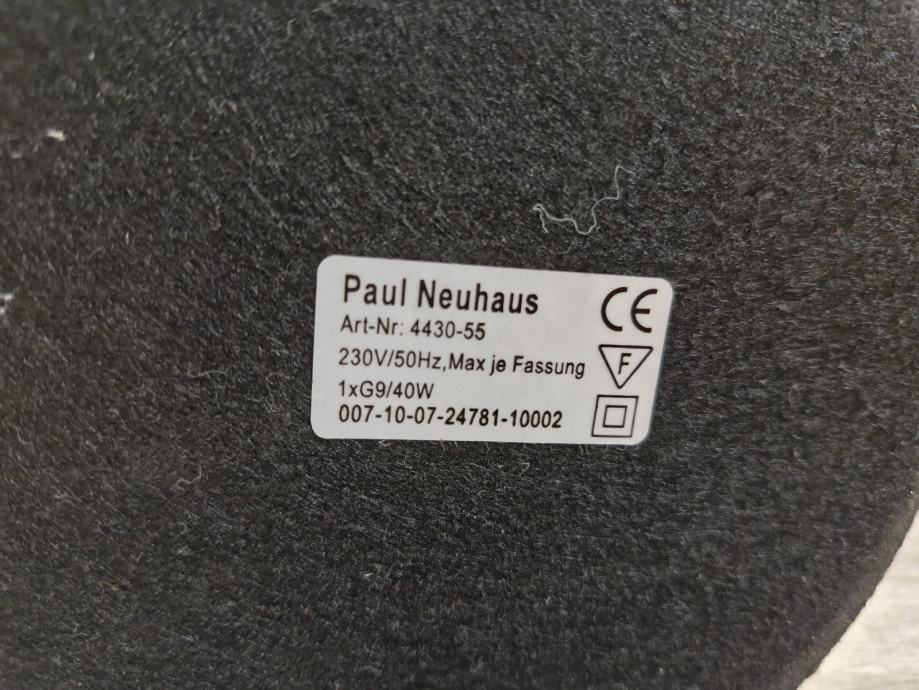 Paul Neuhaus
Art-Nr: 4430-55
230V/50Hz,Max je Fassung
1xG9/40W
007-10-07-24781-10002
CE
F